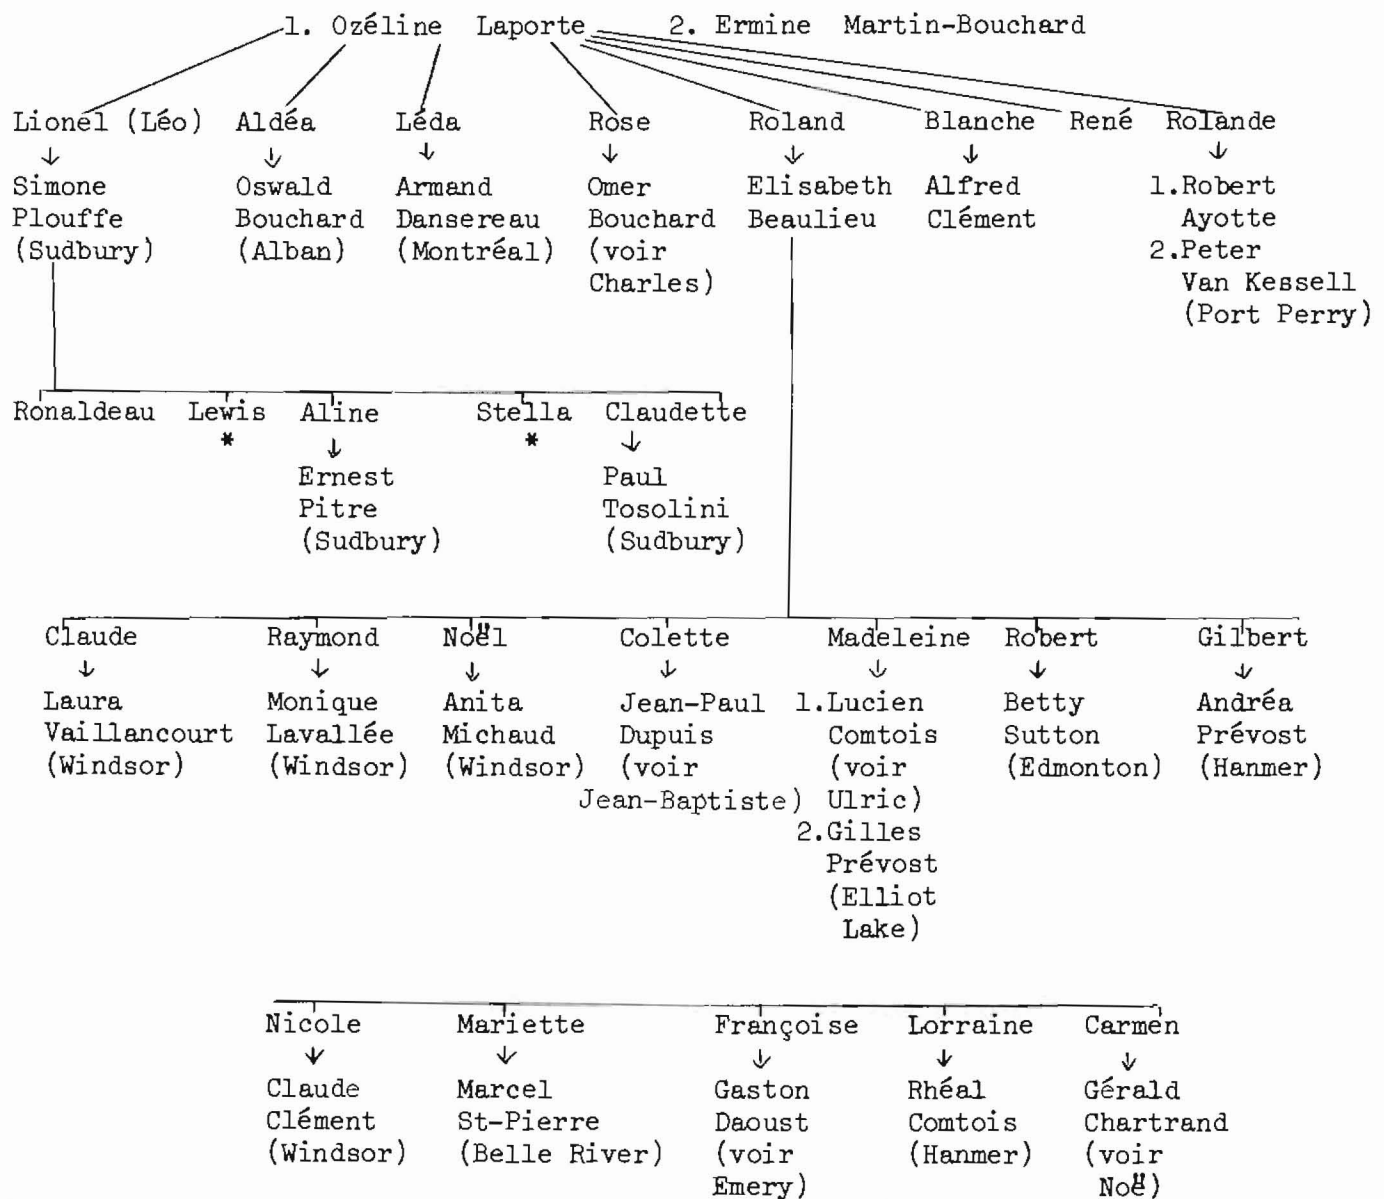 1. Ozéline Laporte 2. Ermine Martin-Bouchard
Lionel (Léo) Aldéa Léda Rose Roland Blanche René Rolande
↓ ↓ ↓ ↓ ↓ ↓ ↓
Simone Oswald Armand Omer Elisabeth Alfred 1.Robert
Plouffe Bouchard Dansereau Bouchard Beaulieu Clément Ayotte
(Sudbury) (Alban) (Montréal) (voir 2.Peter
Charles) Van Kessell
(Port Perry)
Ronaldeau Lewis Aline Stella Claudette
* ↓ * ↓
Ernest Paul
Pitre Tosolini
(Sudbury) (Sudbury)
Claude Raymond Noël Colette Madeleine Robert Gilbert
↓ ↓ ↓ ↓ ↓ ↓ ↓
Laura Monique Anita Jean-Paul 1.Lucien Betty Andréa
Vaillancourt Lavallée Michaud Dupuis Comtois Sutton Prévost
(Windsor) (Windsor) (Windsor) (voir (voir (Edmonton) (Hanmer)
Jean-Baptiste) Ulric)
2.Gilles
Prévost
(Elliot
Lake)
Nicole Mariette Françoise Lorraine Carmen
↓ ↓ ↓ ↓ ↓
Claude Marcel Gaston Rhéal Gérald
Clément St-Pierre Daoust Comtois Chartrand
(Windsor) (Belle River) (voir (Hanmer) (voir
Emery) Noë)